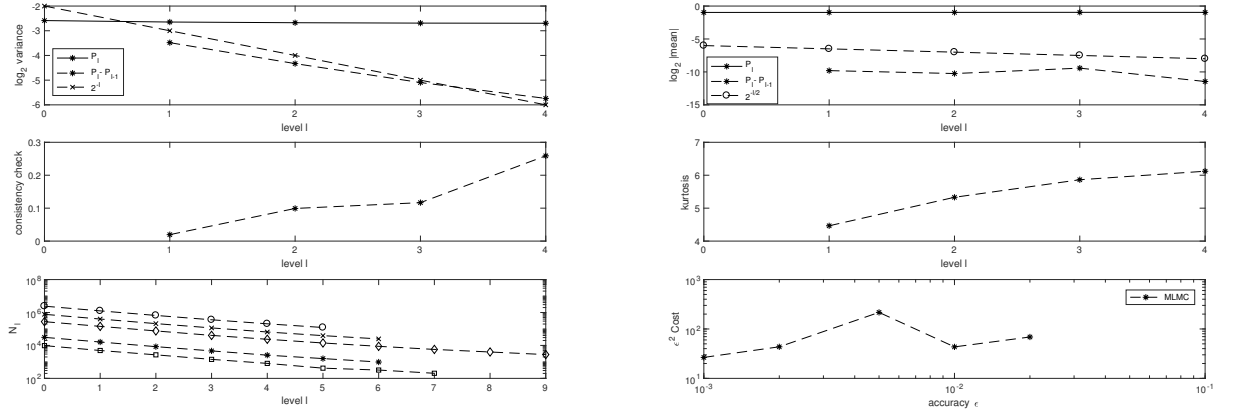 log2 variance
-2
-3
-4
-5
-6
P_l
P_l - P_l-1
2^-l
0 1 2 3 4
level l
log2 |mean|
0
-5
-10
-15
P_l
P_l - P_l-1
2^-l/2
0 1 2 3 4
level l
consistency check
0.3
0.2
0.1
0
0 1 2 3 4
level l
kurtosis
7
6
5
4
0 1 2 3 4
level l
N_l
10^8
10^6
10^4
10^2
0 1 2 3 4 5 6 7 8 9
level l
ϵ^2 Cost
10^3
10^2
10^1
MLMC
10^-3 10^-2 10^-1
accuracy ϵ